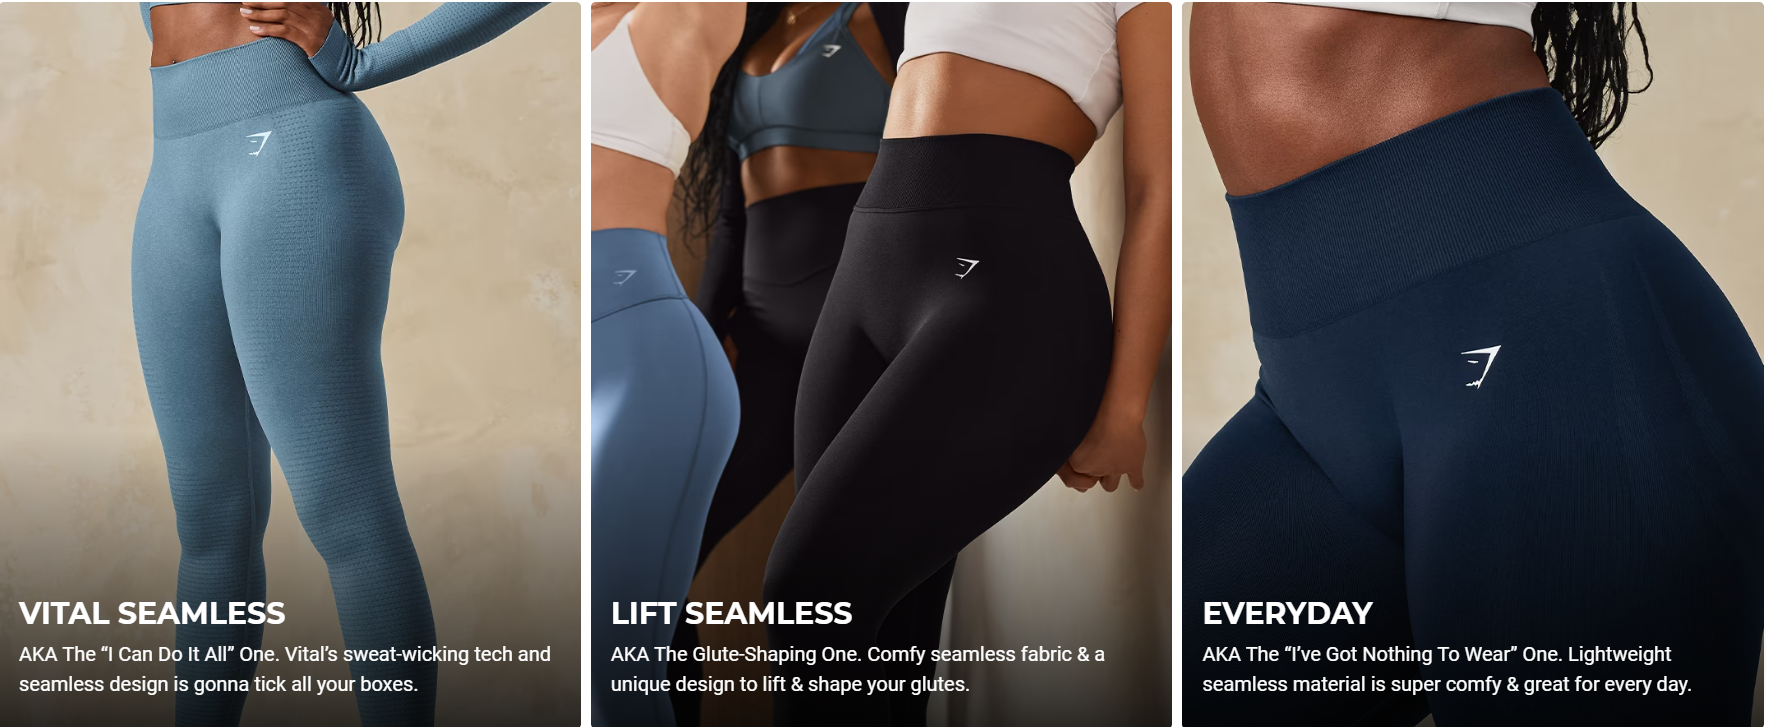 VITAL SEAMLESS
AKA The “I Can Do It All” One. Vital’s sweat-wicking tech and
seamless design is gonna tick all your boxes.
LIFT SEAMLESS
AKA The Glute-Shaping One. Comfy seamless fabric & a
unique design to lift & shape your glutes.
EVERYDAY
AKA The “I’ve Got Nothing To Wear” One. Lightweight
seamless material is super comfy & great for every day.